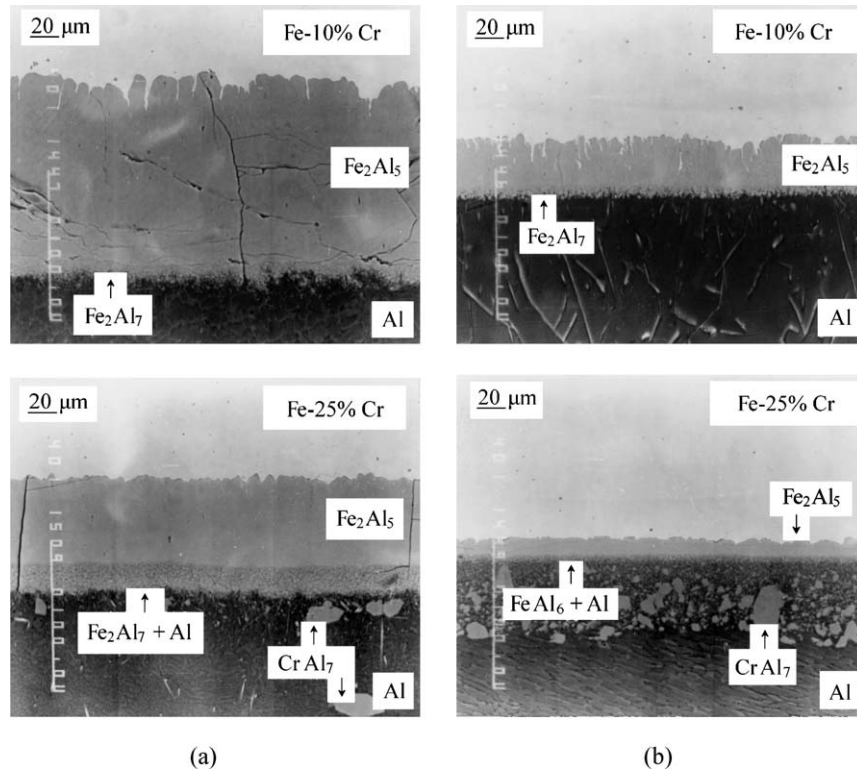 20 µm
Fe-10% Cr
Fe₂Al₅
Fe₂Al₇
Al
20 µm
Fe-10% Cr
Fe₂Al₅
Fe₂Al₇
Al
20 µm
Fe-25% Cr
Fe₂Al₅
Fe₂Al₇ + Al
CrAl₇
Al
20 µm
Fe-25% Cr
Fe₂Al₅
FeAl₆ + Al
CrAl₇
Al
(a)
(b)